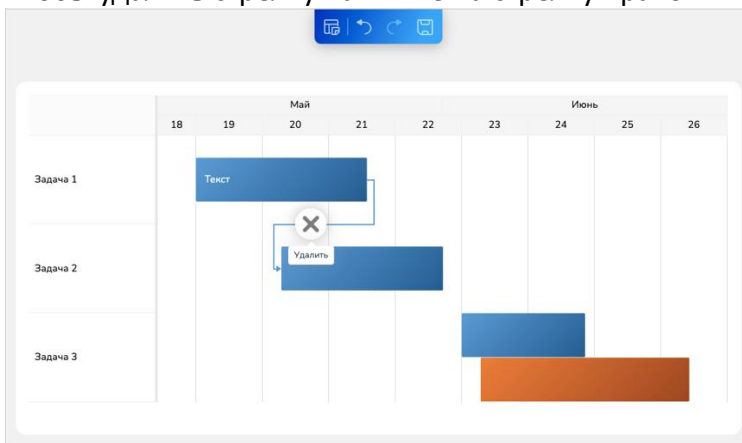 Май Июнь
18 19 20 21 22 23 24 25 26
Задача 1
Текст
Удалить
Задача 2
Задача 3